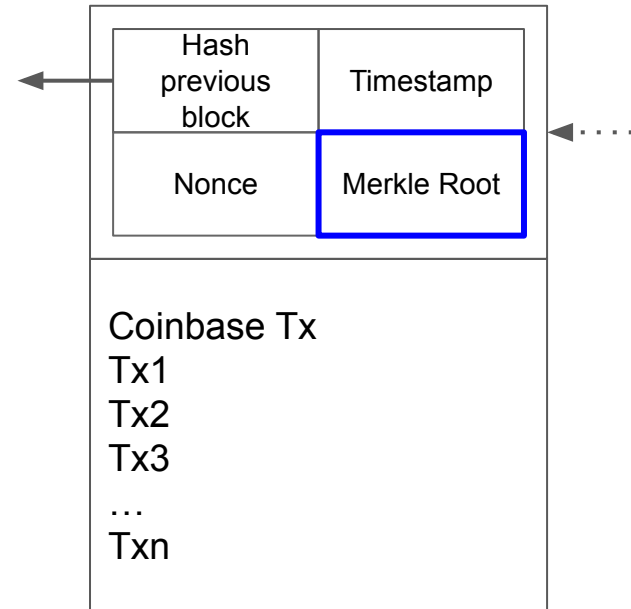 Hash
previous
block
Timestamp
Nonce
Merkle Root
Coinbase Tx
Tx1
Tx2
Tx3
…
Txn